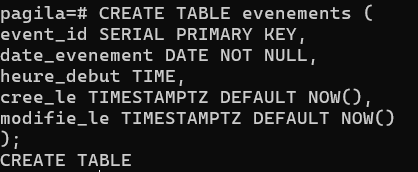 pagila=# CREATE TABLE evenements (
event_id SERIAL PRIMARY KEY,
date_evenement DATE NOT NULL,
heure_debut TIME,
cree_le TIMESTAMPTZ DEFAULT NOW(),
modifie_le TIMESTAMPTZ DEFAULT NOW()
);
CREATE TABLE